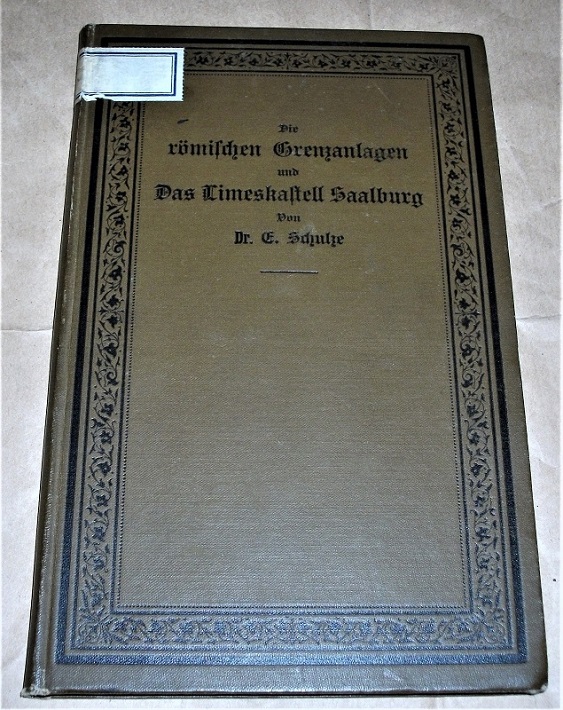 Die
römischen Grenzanlagen
und
Das Limeskastell Saalburg
Von
Dr. E. Schulze